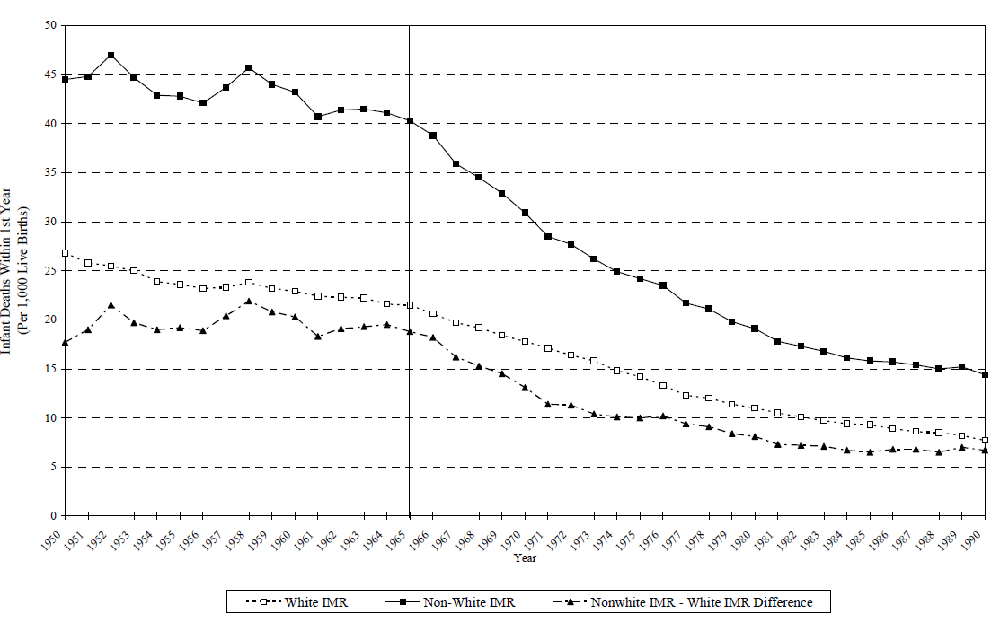 50
45
40
35
30
25
20
15
10
5
0
Infant Deaths Within 1st Year
(Per 1,000 Live Births)
1950 1951 1952 1953 1954 1955 1956 1957 1958 1959 1960 1961 1962 1963 1964 1965 1966 1967 1968 1969 1970 1971 1972 1973 1974 1975 1976 1977 1978 1979 1980 1981 1982 1983 1984 1985 1986 1987 1988 1989 1990
Year
White IMR Non-White IMR Nonwhite IMR - White IMR Difference